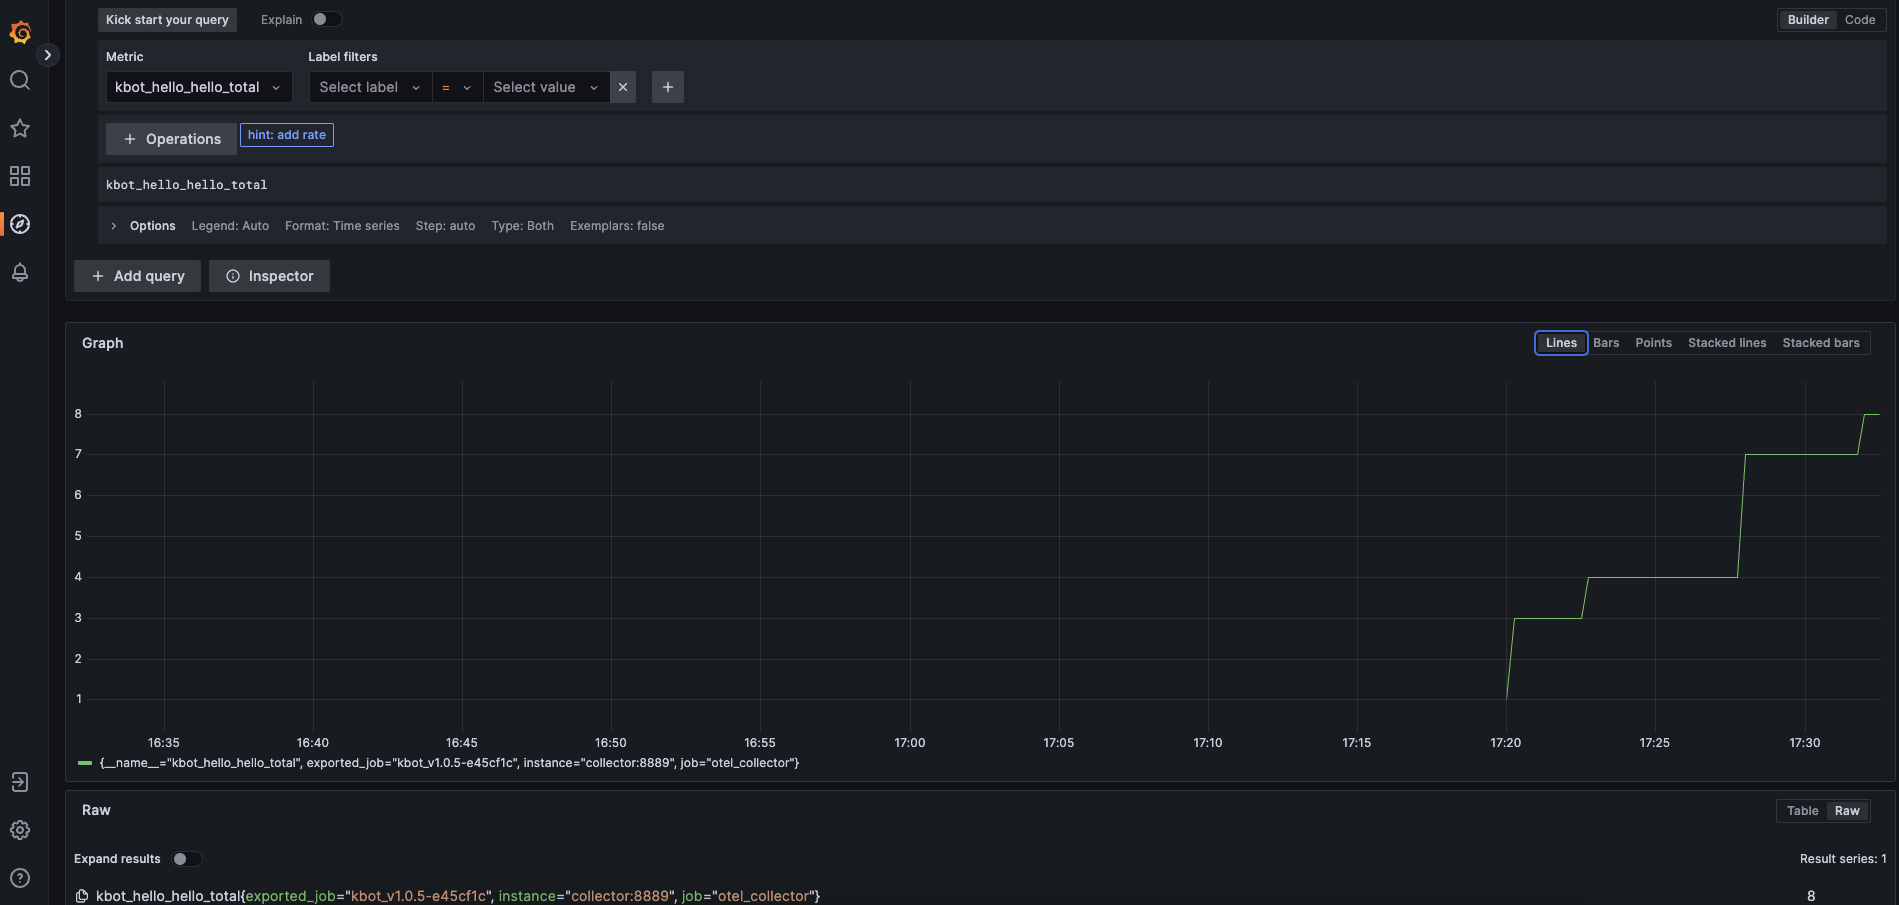 Kick start your query Explain Builder Code
Metric Label filters
kbot_hello_hello_total Select label = Select value
Operations hint: add rate
kbot_hello_hello_total
Options Legend: Auto Format: Time series Step: auto Type: Both Exemplars: false
Add query Inspector
Graph Lines Bars Points Stacked lines Stacked bars
8
7
6
5
4
3
2
1
16:35 16:40 16:45 16:50 16:55 17:00 17:05 17:10 17:15 17:20 17:25 17:30
{__name__="kbot_hello_hello_total", exported_job="kbot_v1.0.5-e45cf1c", instance="collector:8889", job="otel_collector"}
Raw Table Raw
Expand results Result series: 1
kbot_hello_hello_total{exported_job="kbot_v1.0.5-e45cf1c", instance="collector:8889", job="otel_collector"} 8